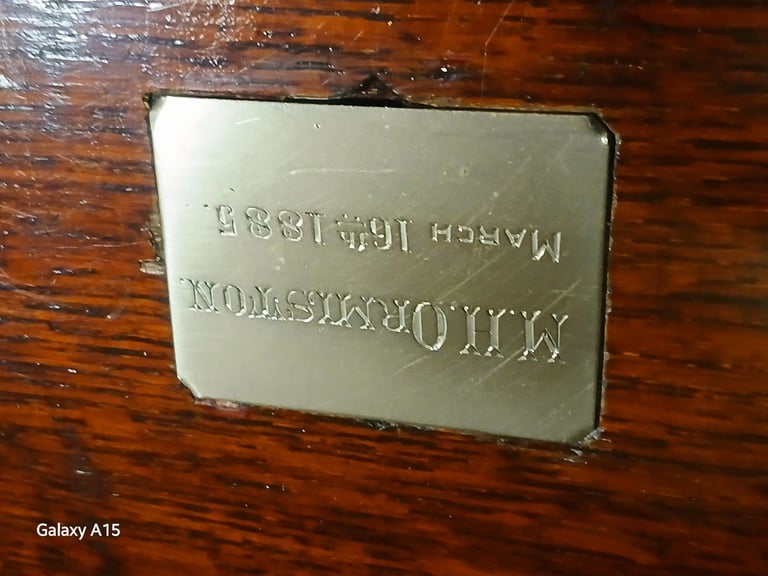 M.H.ORMISTON.
MARCH 16th 1885.
Galaxy A15